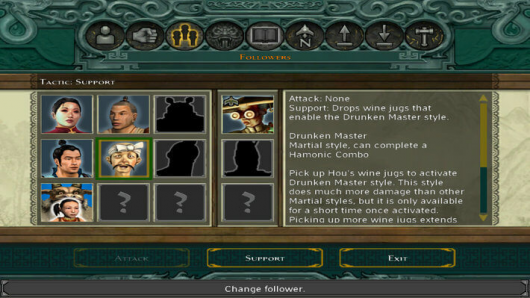 Followers
Tactic: Support
Attack: None
Support: Drops wine jugs that
enable the Drunken Master style.
Drunken Master
Martial style, can complete a
Hamonic Combo
Pick up Hou's wine jugs to activate
Drunken Master style. This style
does much more damage than other
Martial styles, but it is only available
for a short time once activated.
Picking up more wine jugs extends
? ? ?
Attack Support Exit
Change follower.